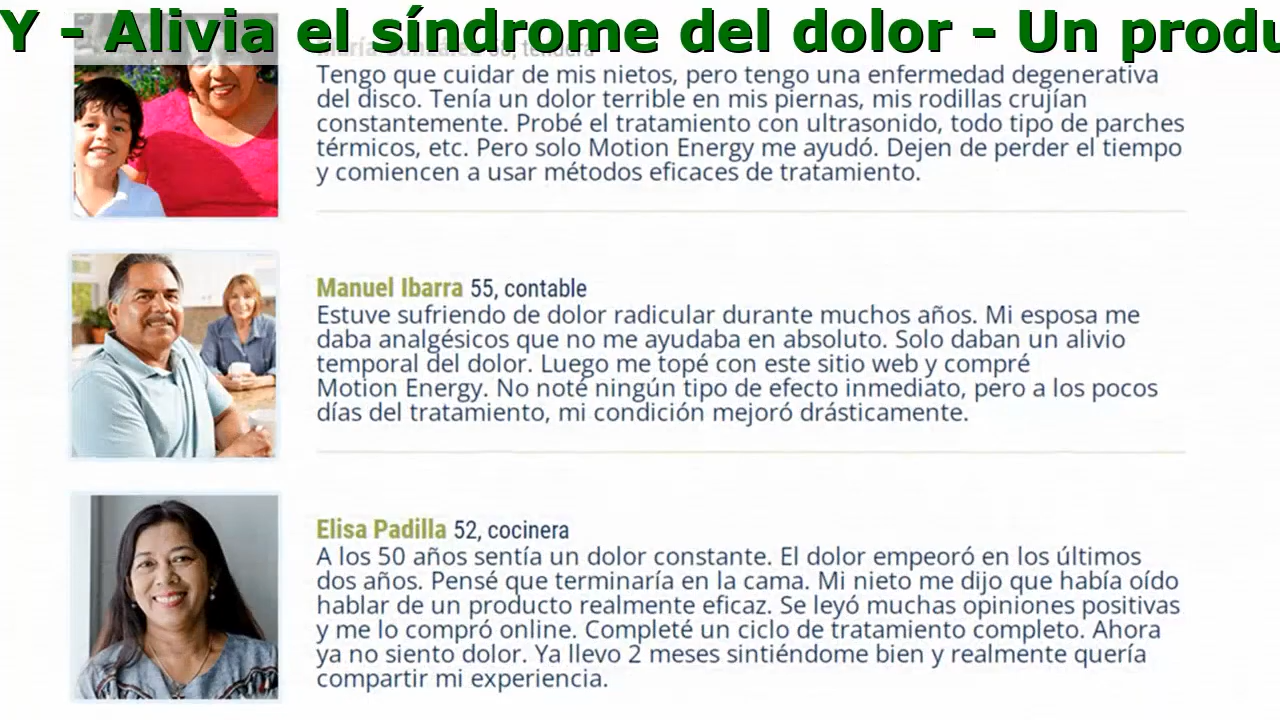 Y - Alivia el síndrome del dolor - Un produ
tendera
Tengo que cuidar de mis nietos, pero tengo una enfermedad degenerativa
del disco. Tenía un dolor terrible en mis piernas, mis rodillas crujían
constantemente. Probé el tratamiento con ultrasonido, todo tipo de parches
térmicos, etc. Pero solo Motion Energy me ayudó. Dejen de perder el tiempo
y comiencen a usar métodos eficaces de tratamiento.
Manuel Ibarra 55, contable
Estuve sufriendo de dolor radicular durante muchos años. Mi esposa me
daba analgésicos que no me ayudaba en absoluto. Solo daban un alivio
temporal del dolor. Luego me topé con este sitio web y compré
Motion Energy. No noté ningún tipo de efecto inmediato, pero a los pocos
días del tratamiento, mi condición mejoró drásticamente.
Elisa Padilla 52, cocinera
A los 50 años sentía un dolor constante. El dolor empeoró en los últimos
dos años. Pensé que terminaría en la cama. Mi nieto me dijo que había oído
hablar de un producto realmente eficaz. Se leyó muchas opiniones positivas
y me lo compró online. Completé un ciclo de tratamiento completo. Ahora
ya no siento dolor. Ya llevo 2 meses sintiéndome bien y realmente quería
compartir mi experiencia.